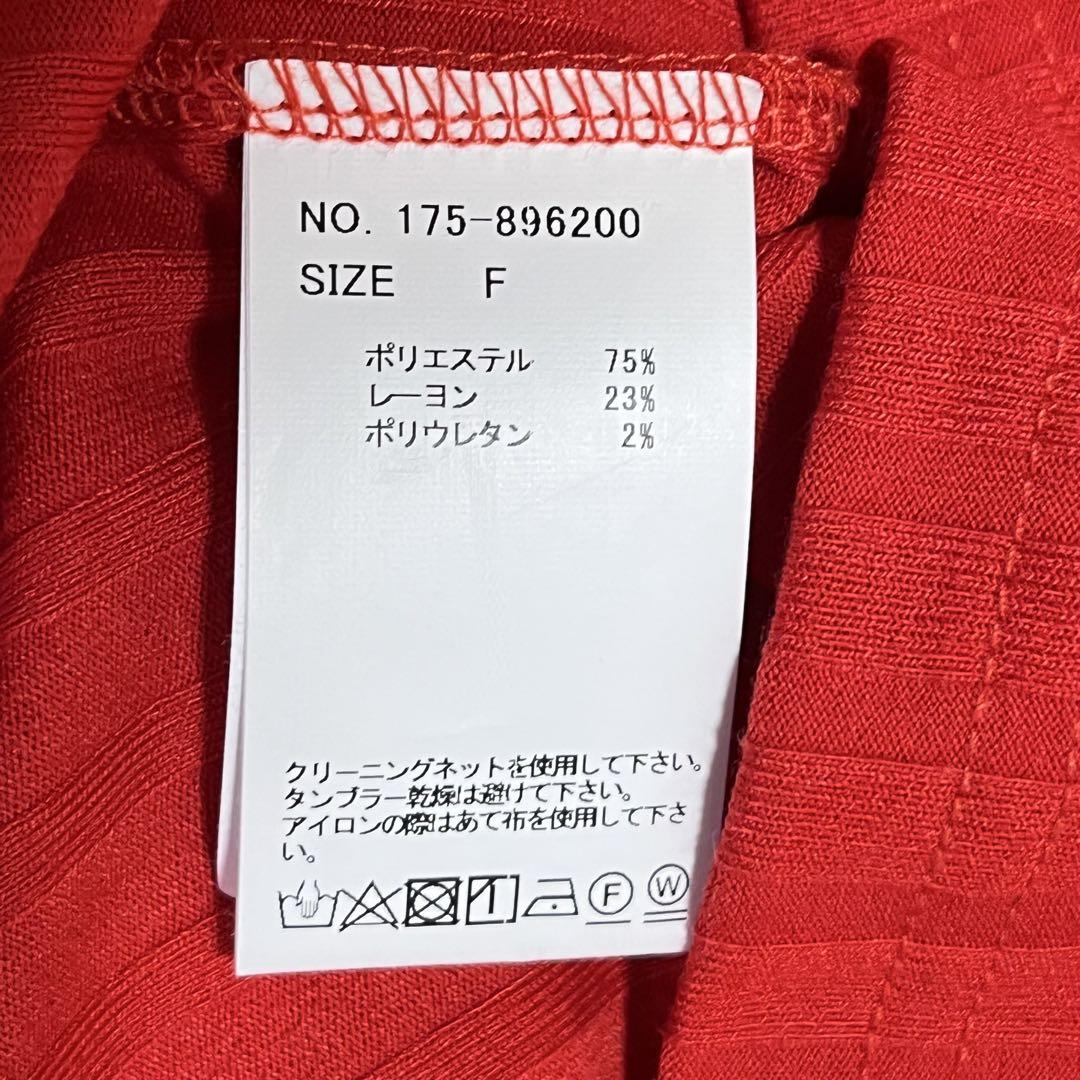 NO. 175-896200
SIZE F
ポリエステル 75%
レーヨン 23%
ポリウレタン 2%
クリーニングネットを使用して下さい。
タンブラー乾燥は避けて下さい。
アイロンの際はあて布を使用して下さ
い。
F W